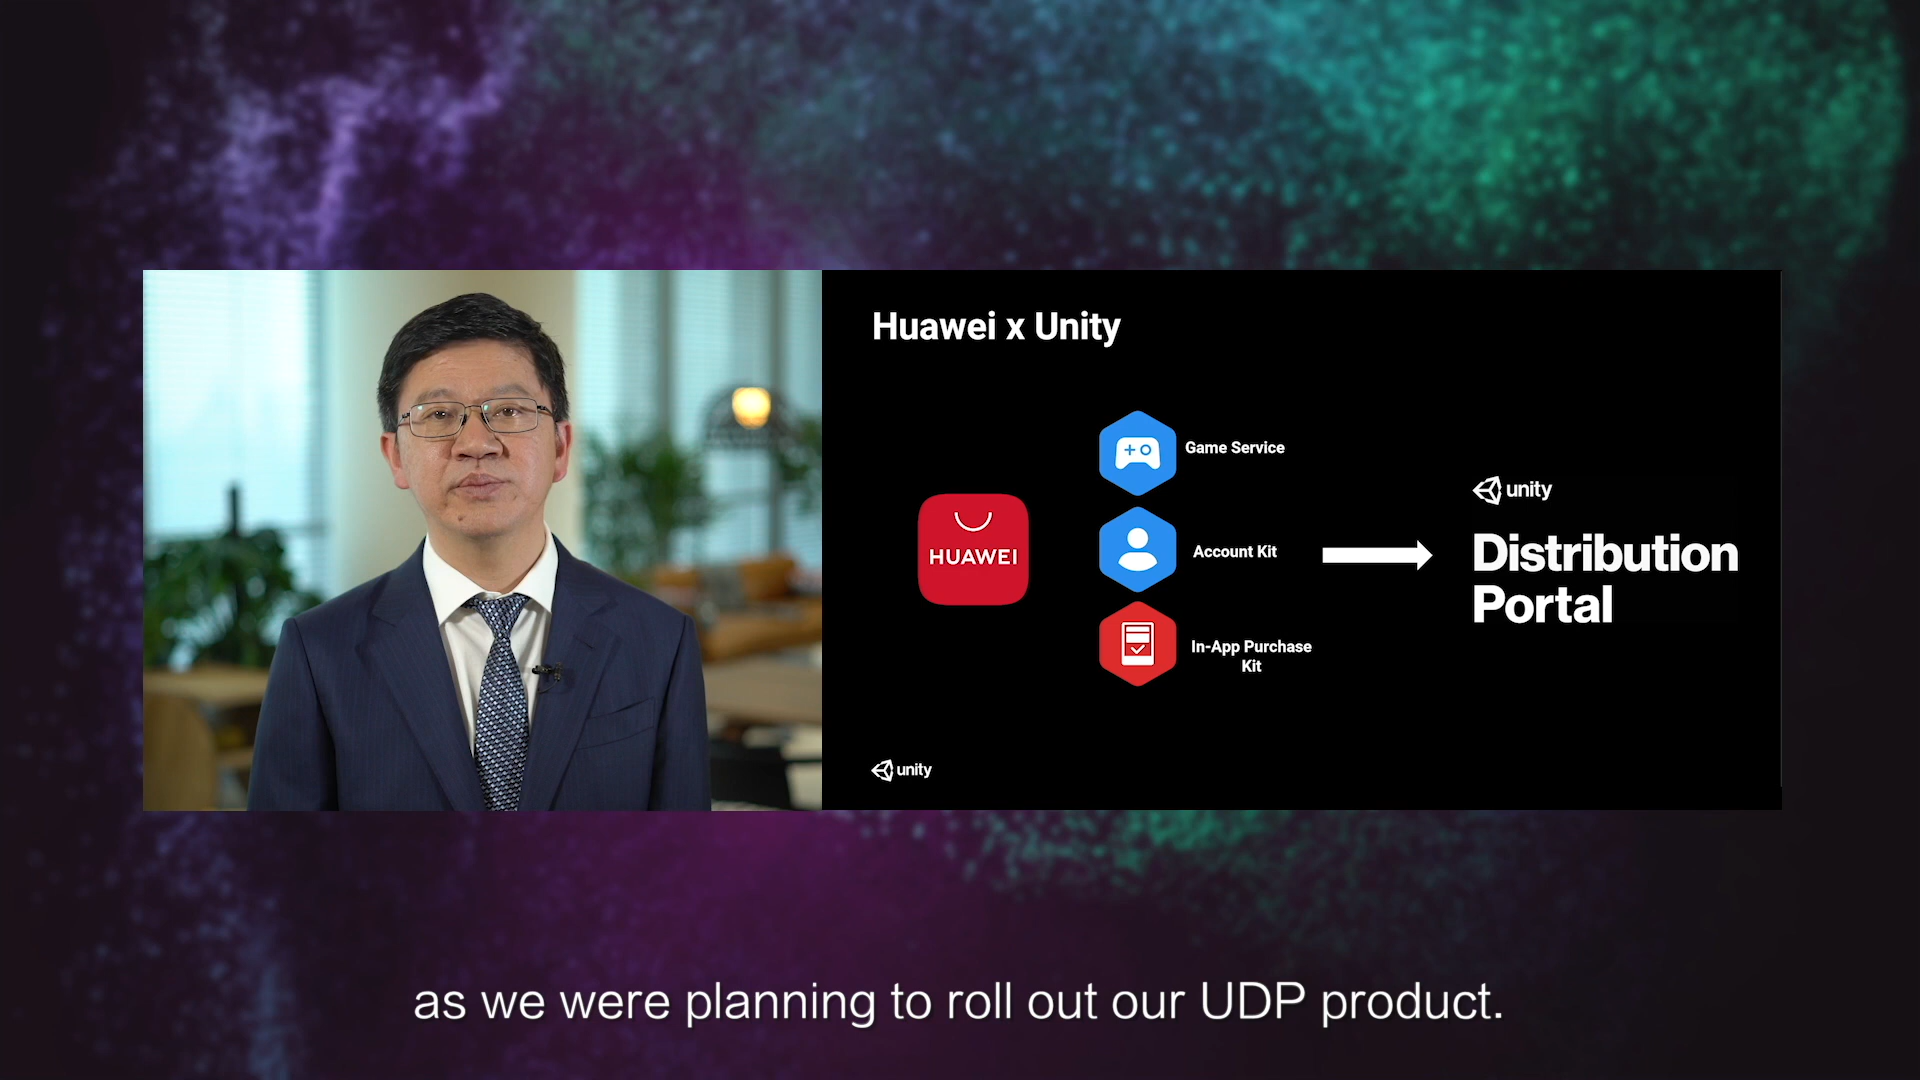 Huawei x Unity
Game Service
HUAWEI
Account Kit
In-App Purchase
Kit
unity
Distribution
Portal
unity
as we were planning to roll out our UDP product.